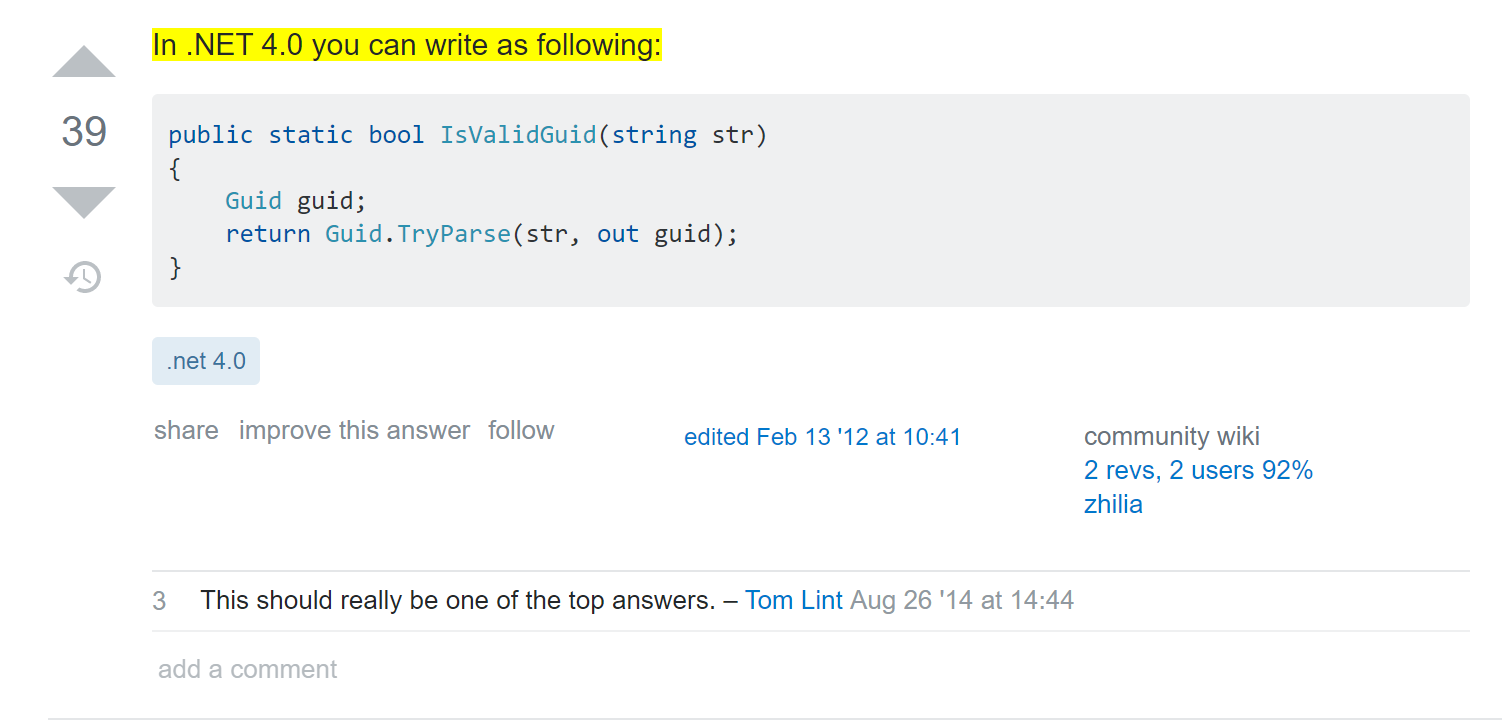 In .NET 4.0 you can write as following:
39
public static bool IsValidGuid(string str)
{
    Guid guid;
    return Guid.TryParse(str, out guid);
}
.net 4.0
share improve this answer follow
edited Feb 13 '12 at 10:41
community wiki
2 revs, 2 users 92%
zhilia
3 This should really be one of the top answers. – Tom Lint Aug 26 '14 at 14:44
add a comment